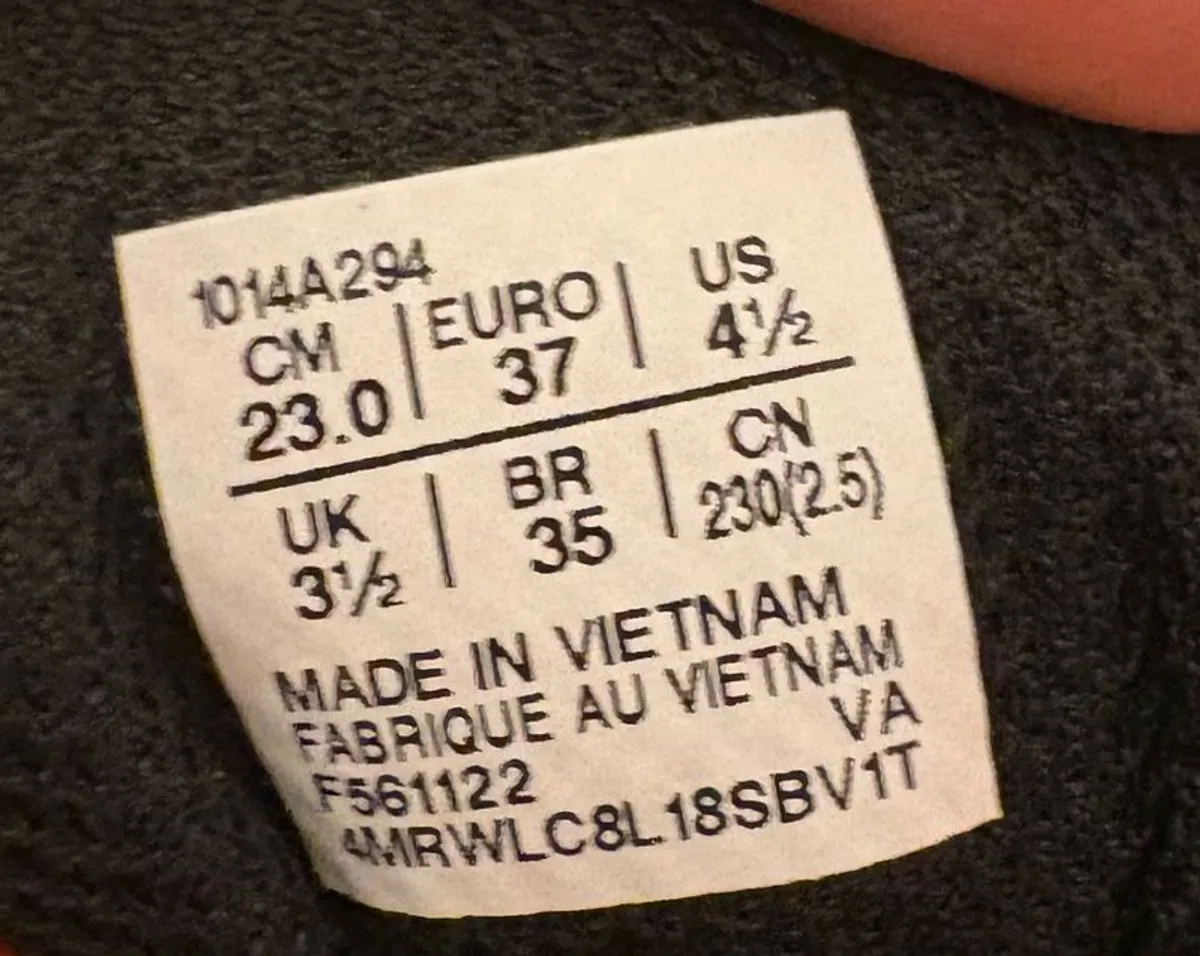 1014A294
CM | EURO | US
23.0 | 37 | 4½
UK | BR | CN
3½ | 35 | 230(2.5)
MADE IN VIETNAM
FABRIQUE AU VIETNAM
VA
F561122
4MRWLC8L18SBV1T